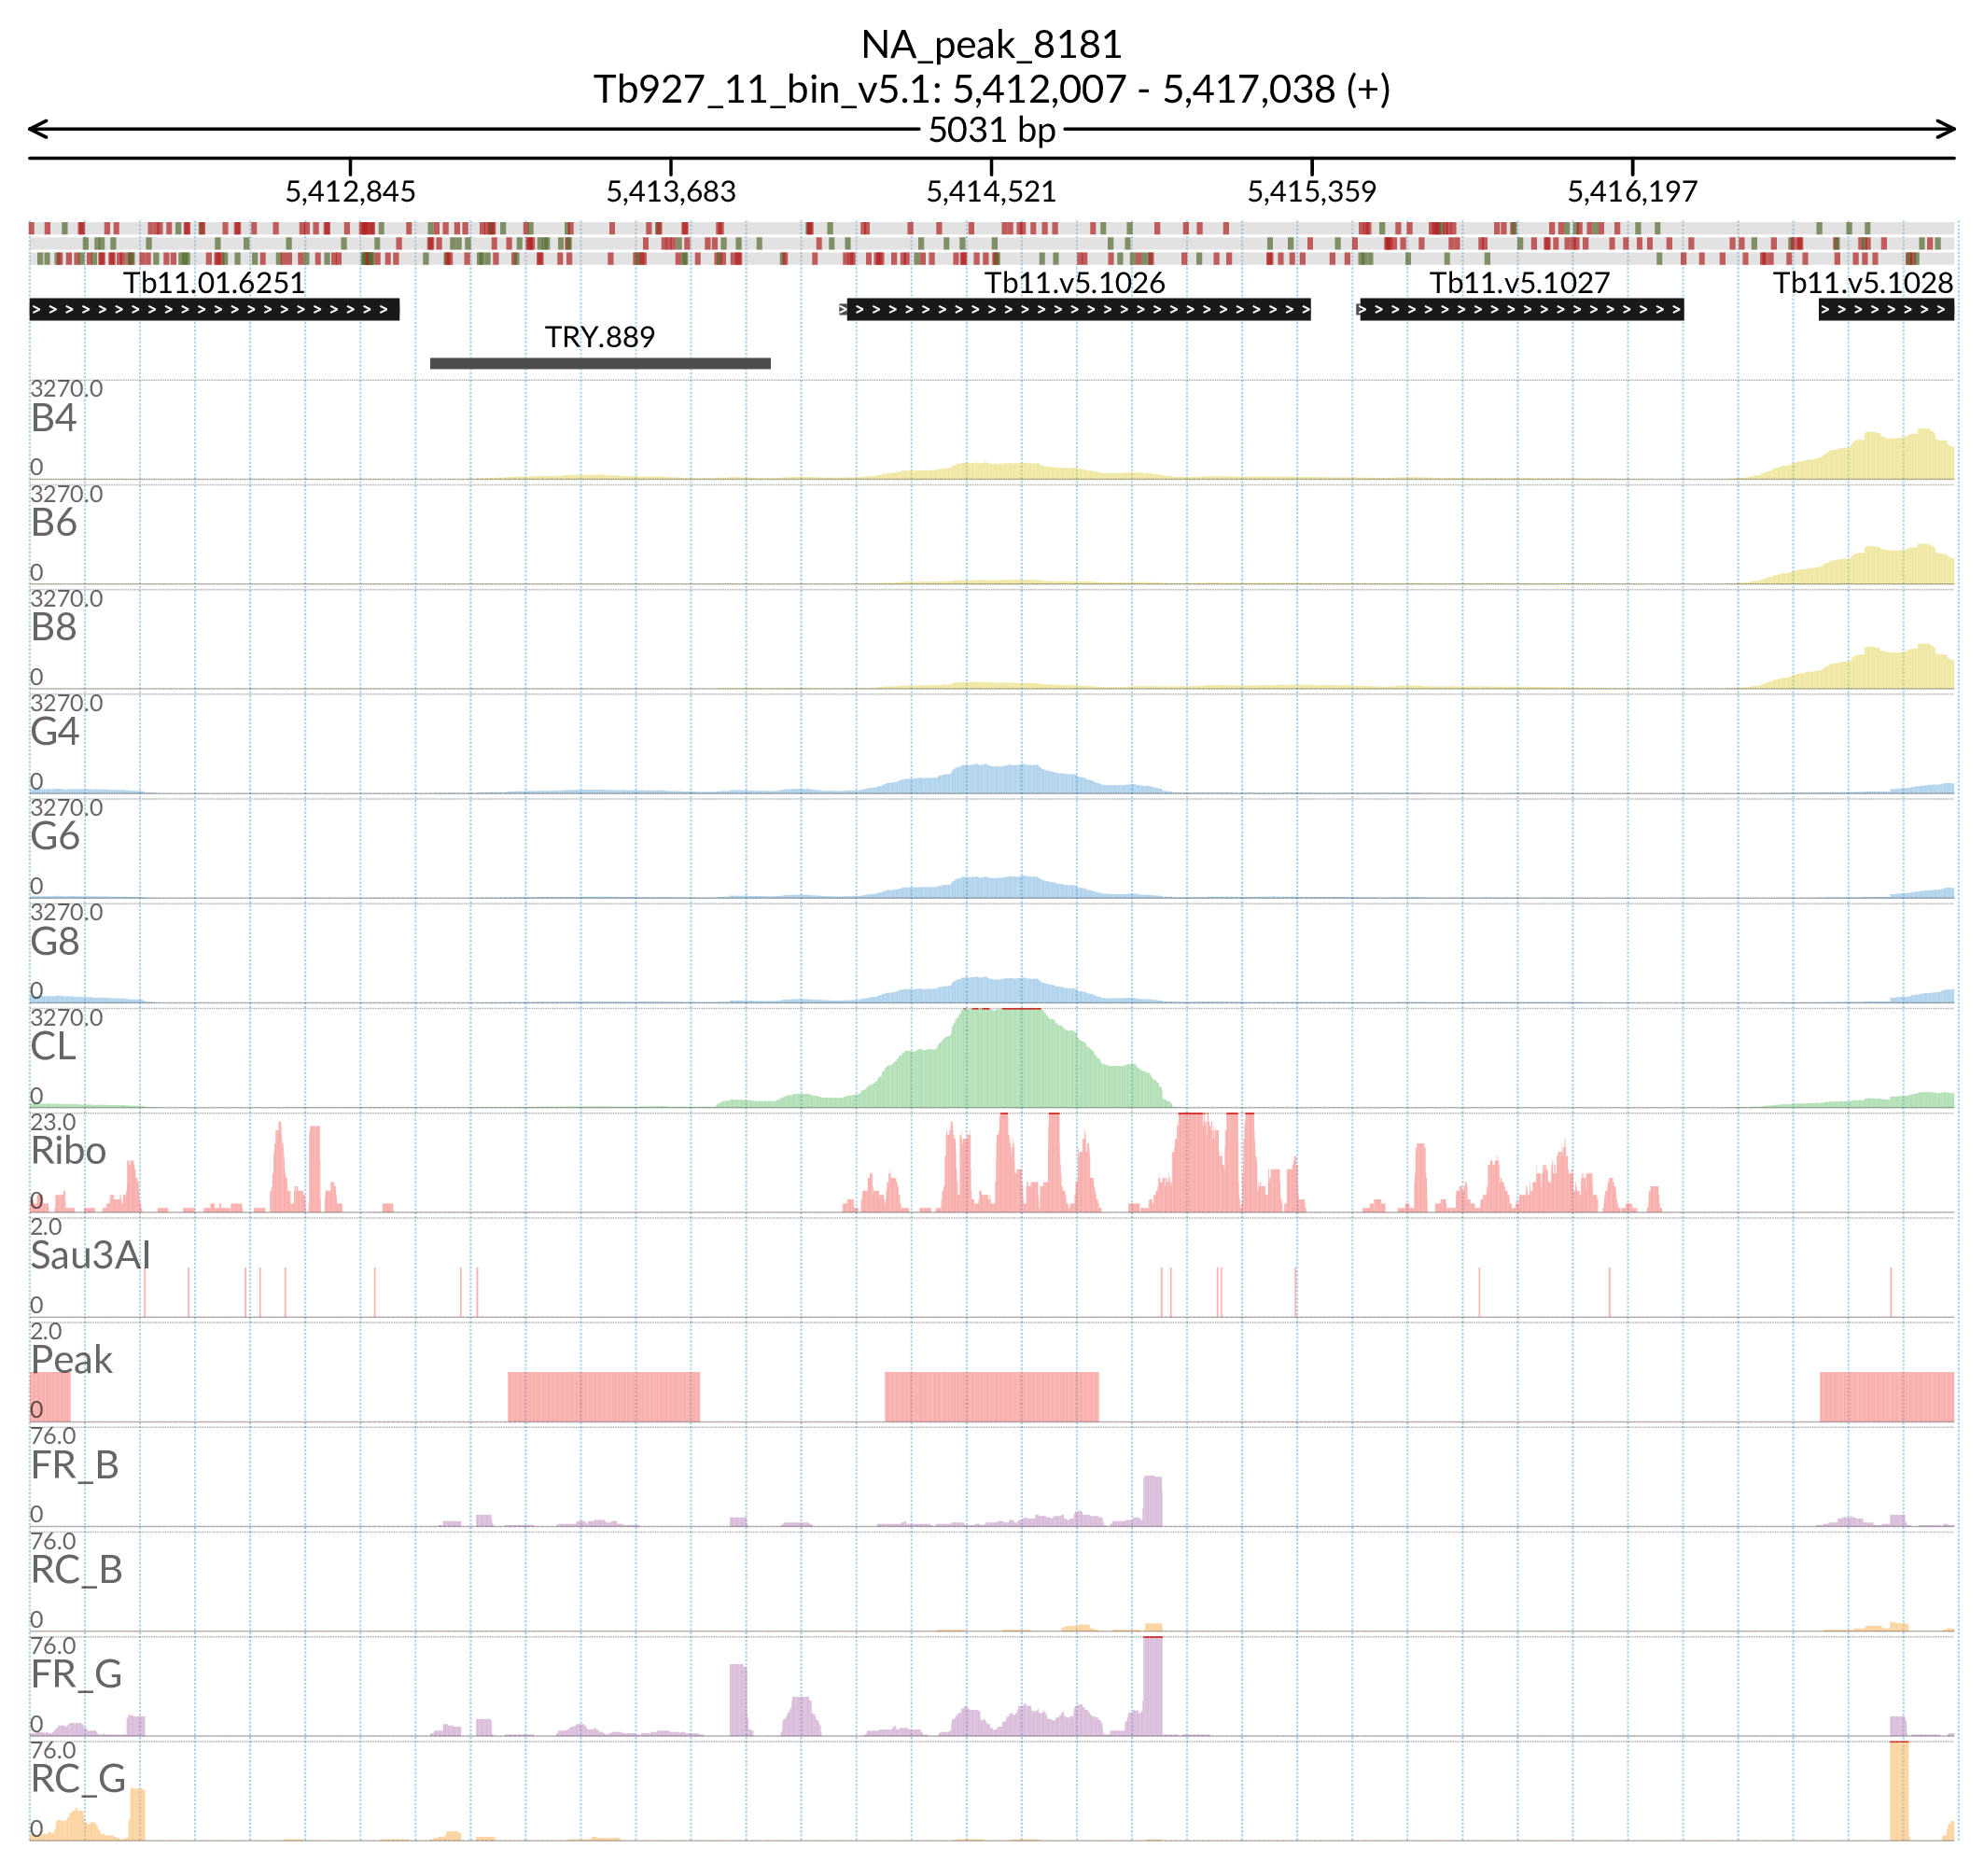 NA_peak_8181
Tb927_11_bin_v5.1: 5,412,007 - 5,417,038 (+)
5031 bp
5,412,845 5,413,683 5,414,521 5,415,359 5,416,197
Tb11.01.6251 Tb11.v5.1026 Tb11.v5.1027 Tb11.v5.1028
TRY.889
3270.0
B4
0
3270.0
B6
0
3270.0
B8
0
3270.0
G4
0
3270.0
G6
0
3270.0
G8
0
3270.0
CL
0
23.0
Ribo
0
2.0
Sau3AI
0
2.0
Peak
0
76.0
FR_B
0
76.0
RC_B
0
76.0
FR_G
0
76.0
RC_G
0